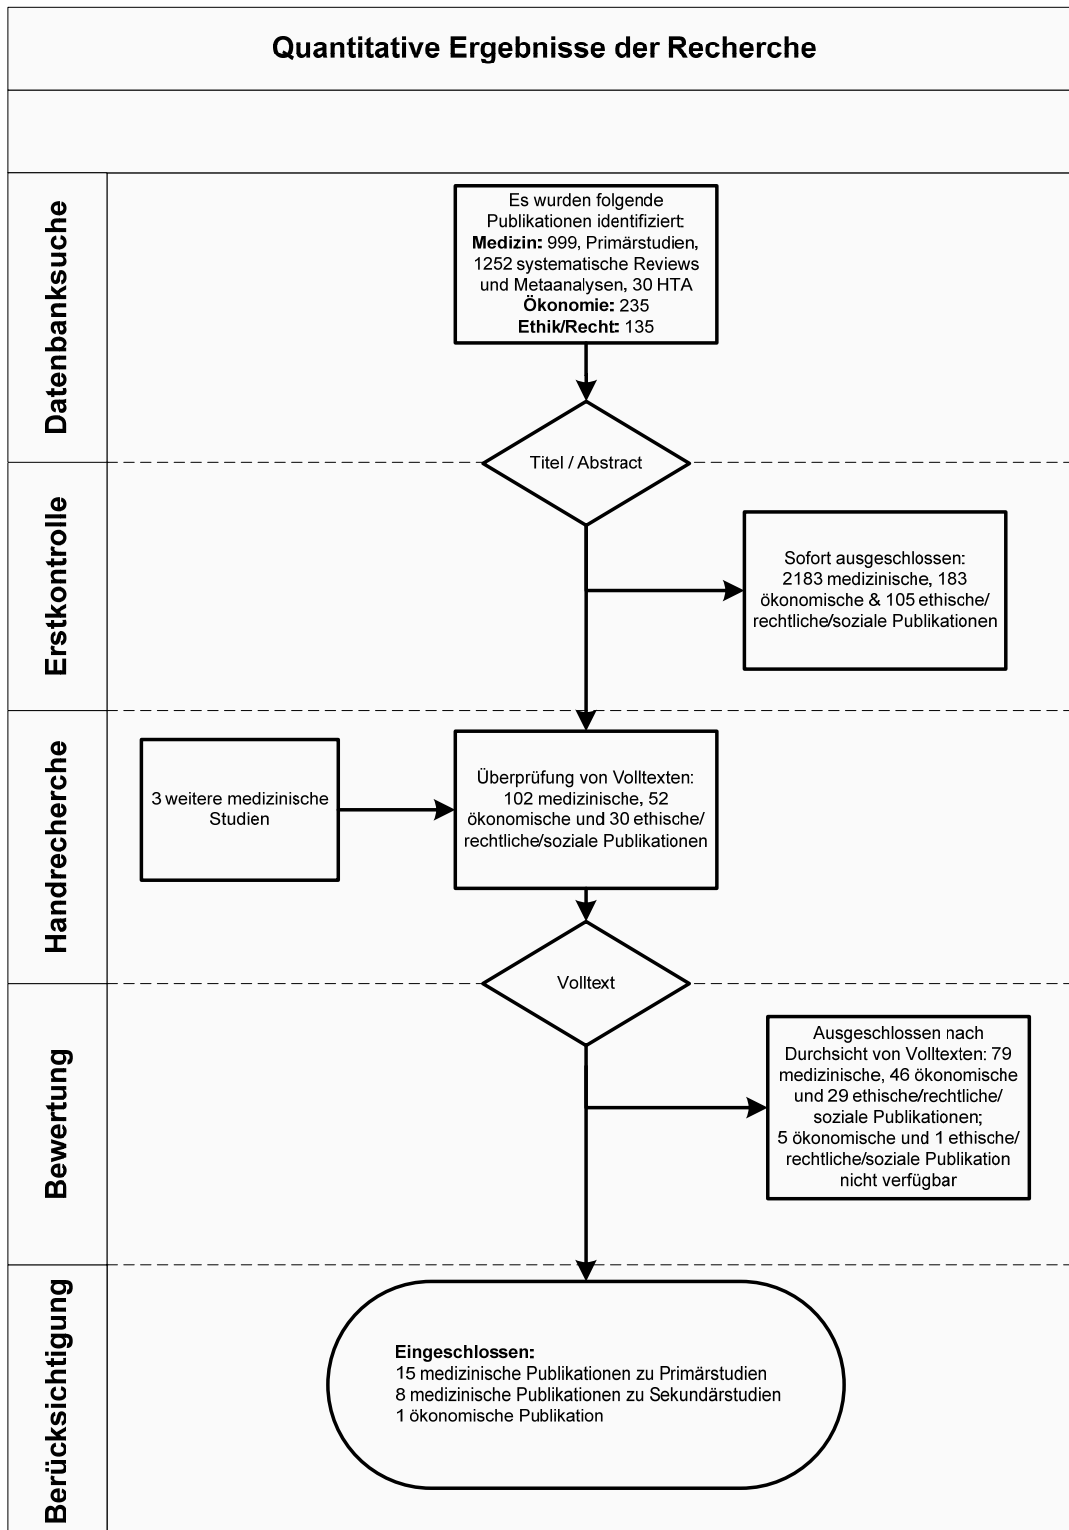 Quantitative Ergebnisse der Recherche
Datenbanksuche
Es wurden folgende
Publikationen identifiziert:
Medizin: 999, Primärstudien,
1252 systematische Reviews
und Metaanalysen, 30 HTA
Ökonomie: 235
Ethik/Recht: 135
Titel / Abstract
Erstkontrolle
Sofort ausgeschlossen:
2183 medizinische, 183
ökonomische & 105 ethische/
rechtliche/soziale Publikationen
Handrecherche
3 weitere medizinische
Studien
Überprüfung von Volltexten:
102 medizinische, 52
ökonomische und 30 ethische/
rechtliche/soziale Publikationen
Volltext
Bewertung
Ausgeschlossen nach
Durchsicht von Volltexten: 79
medizinische, 46 ökonomische
und 29 ethische/rechtliche/
soziale Publikationen;
5 ökonomische und 1 ethische/
rechtliche/soziale Publikation
nicht verfügbar
Berücksichtigung
Eingeschlossen:
15 medizinische Publikationen zu Primärstudien
8 medizinische Publikationen zu Sekundärstudien
1 ökonomische Publikation